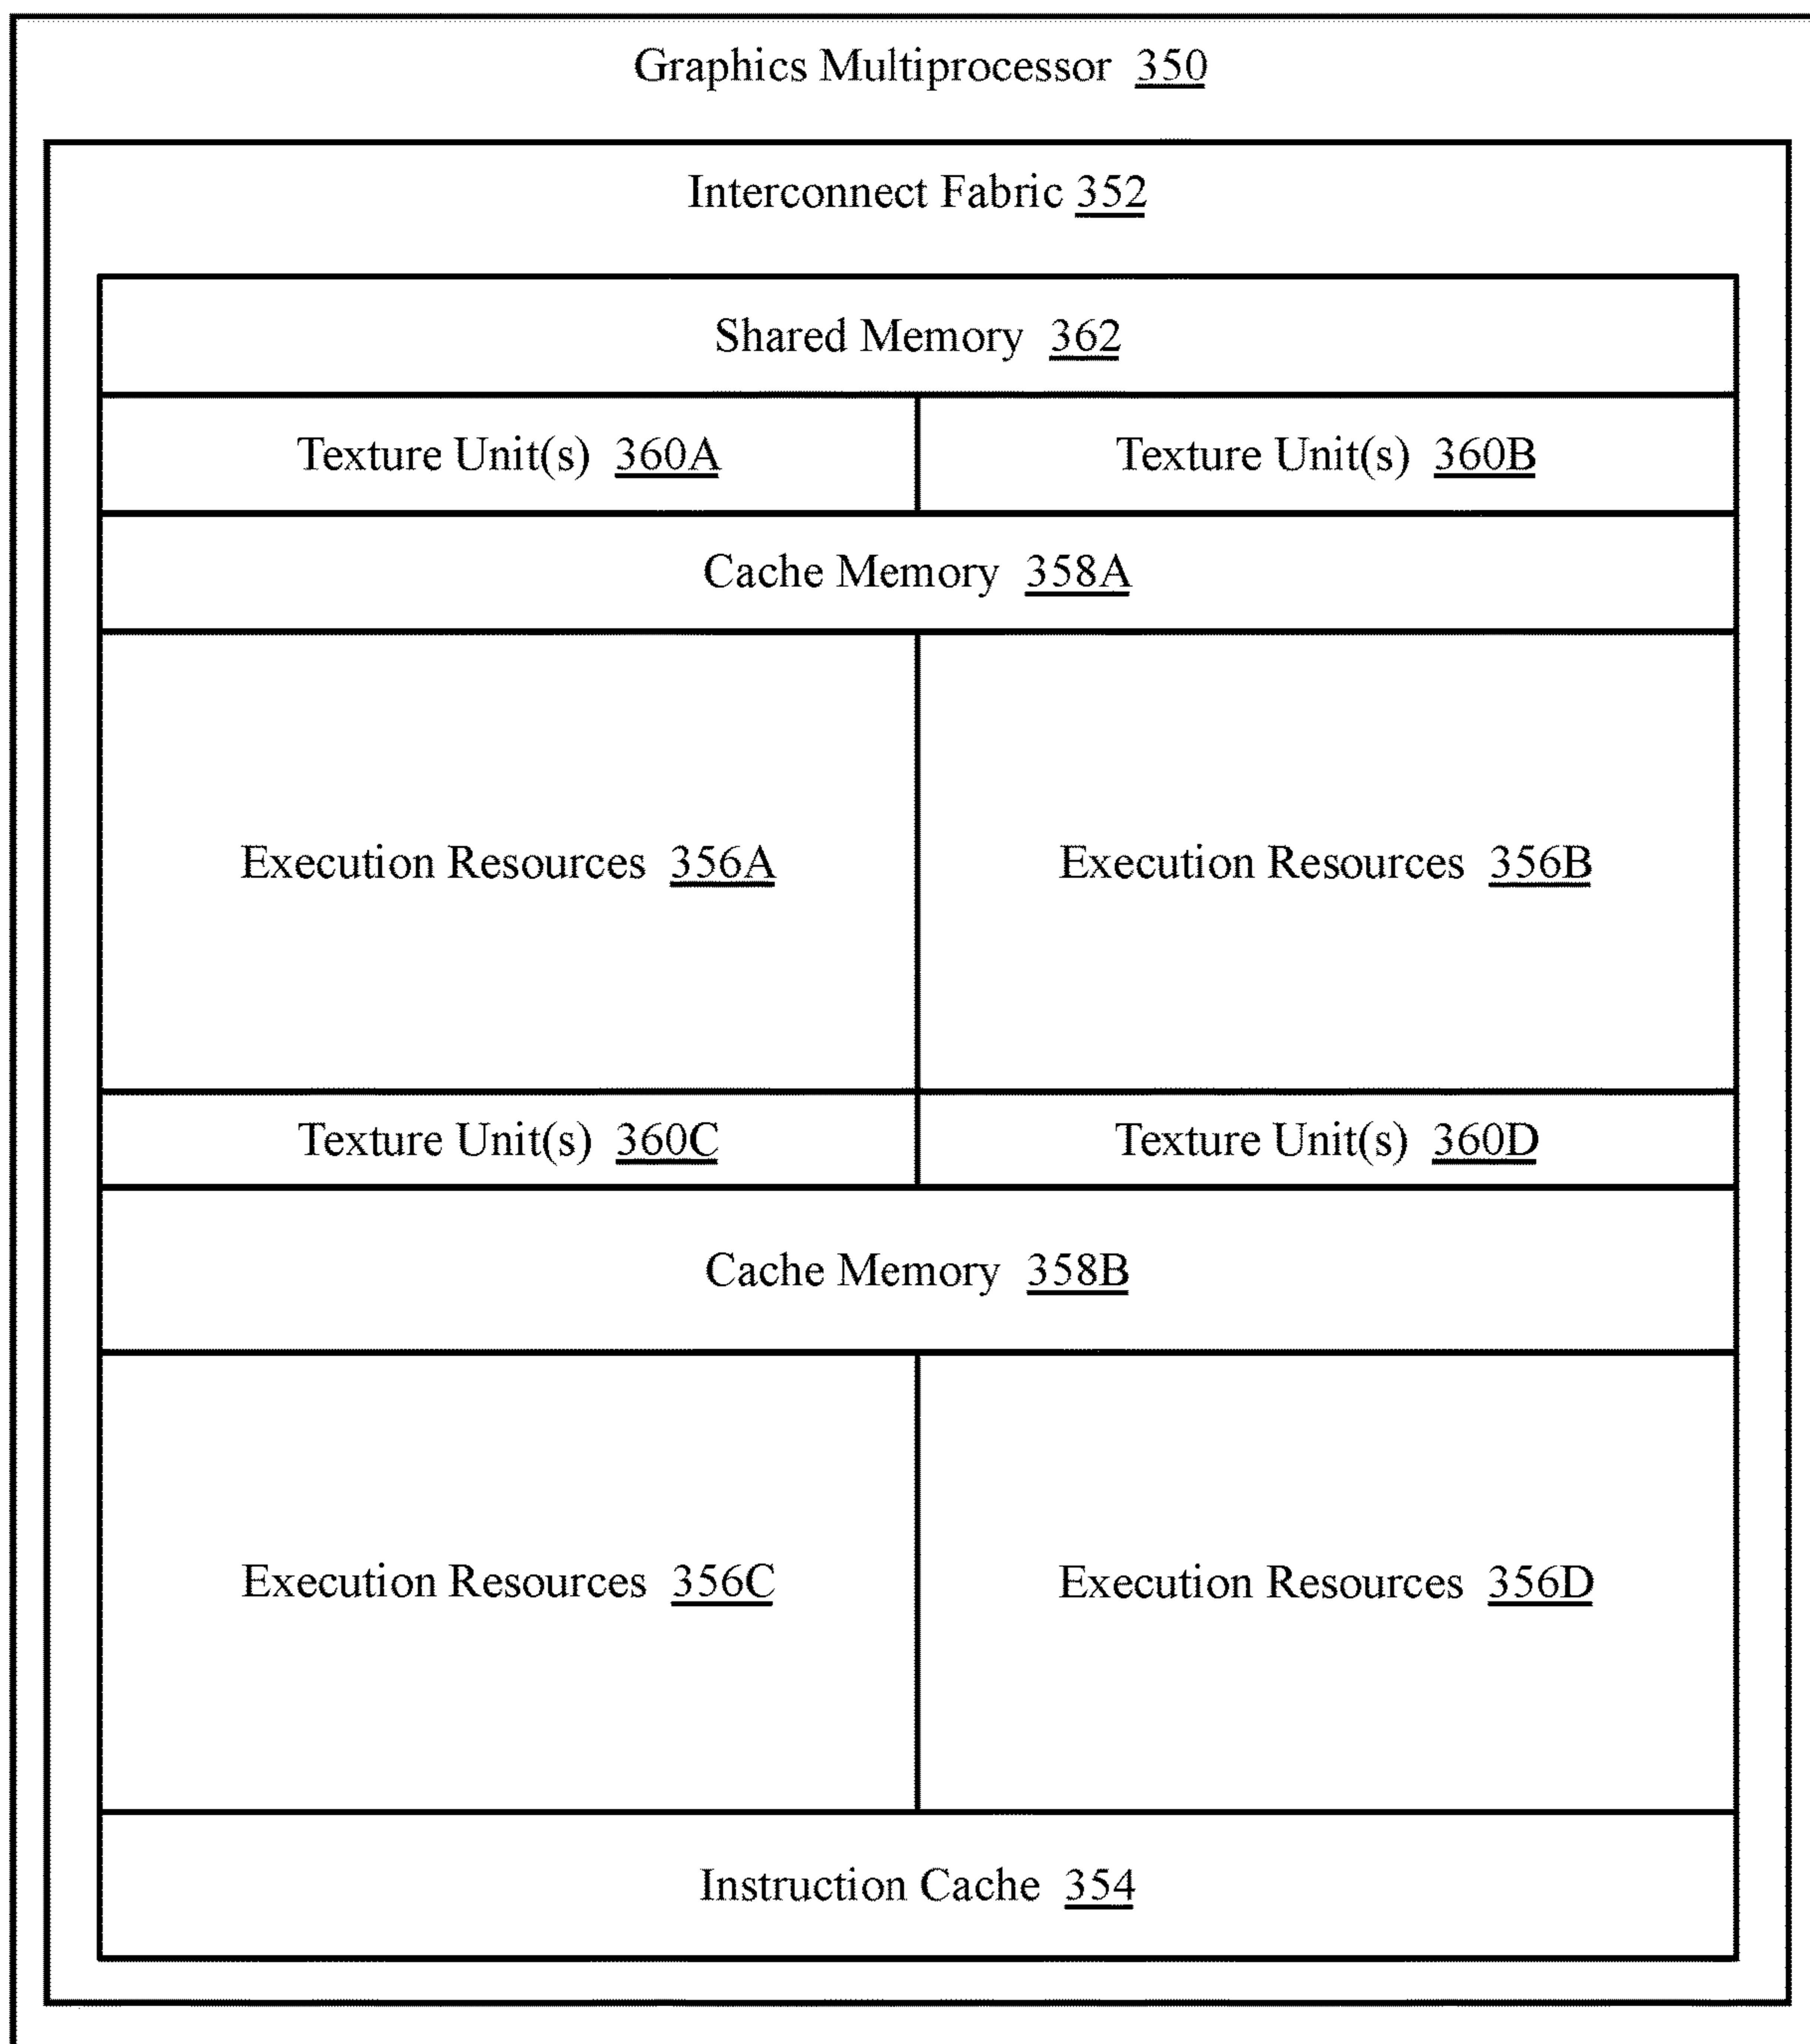 Graphics Multiprocessor 350
Interconnect Fabric 352
Shared Memory 362
Texture Unit(s) 360A
Texture Unit(s) 360B
Cache Memory 358A
Execution Resources 356A
Execution Resources 356B
Texture Unit(s) 360C
Texture Unit(s) 360D
Cache Memory 358B
Execution Resources 356C
Execution Resources 356D
Instruction Cache 354